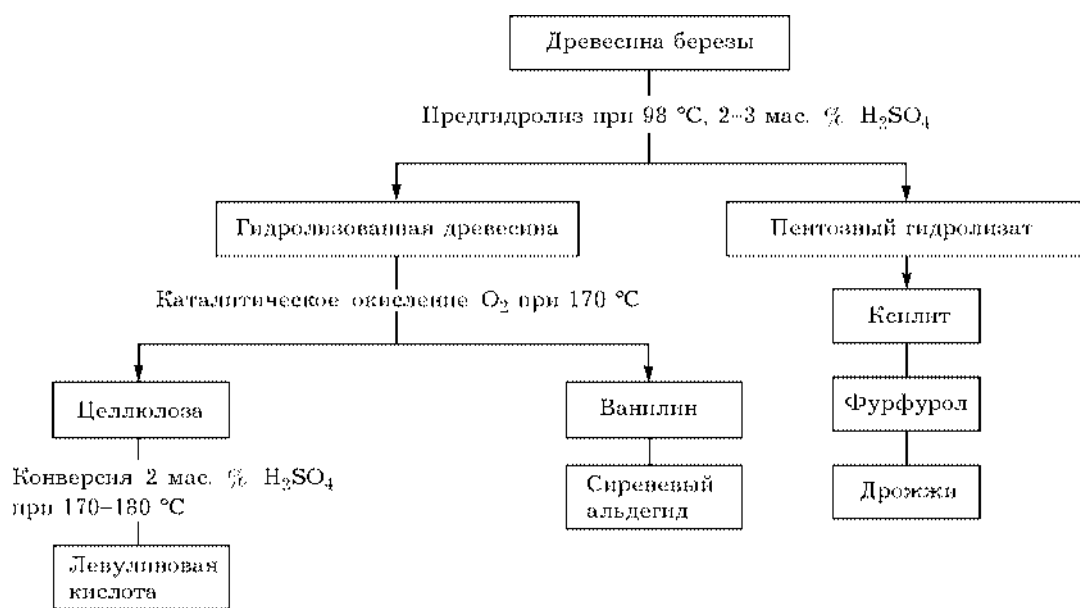 Древесина березы
Предгидролиз при 98 °C, 2–3 мас. % H₂SO₄
Гидролизованная древесина
Пентозный гидролизат
Каталитическое окисление O₂ при 170 °C
Ксилит
Целлюлоза
Ванилин
Фурфурол
Конверсия 2 мас. % H₂SO₄
при 170–180 °C
Сиреневый
альдегид
Дрожжи
Левулиновая
кислота